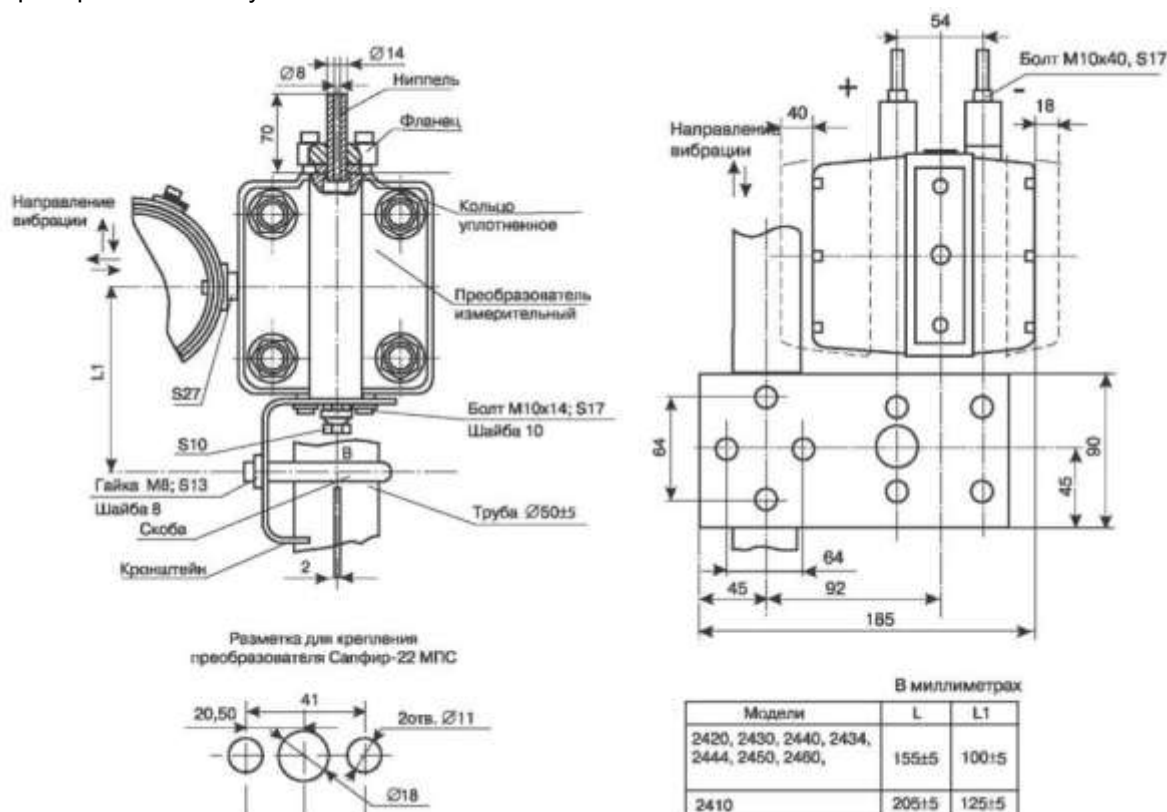 Ø14
Ø8
Ниппель
70
Фланец
Направление
вибрации
Кольцо
уплотненное
Преобразователь
измерительный
L1
S27
Болт М10х14; S17
Шайба 10
S10
В
Гайка М8; S13
Шайба 8
Скоба
Труба Ø50±5
Кронштейн
2
54
Болт М10х40, S17
+
-
40
18
Направление
вибрации
64
90
45
64
45
92
185
Разметка для крепления
преобразователя Сапфир-22 МПС
41
20,50
2отв. Ø11
Ø18
В миллиметрах
Модели L L1
2420, 2430, 2440, 2434,
2444, 2450, 2460, 155±5 100±5
2410 205±5 125±5